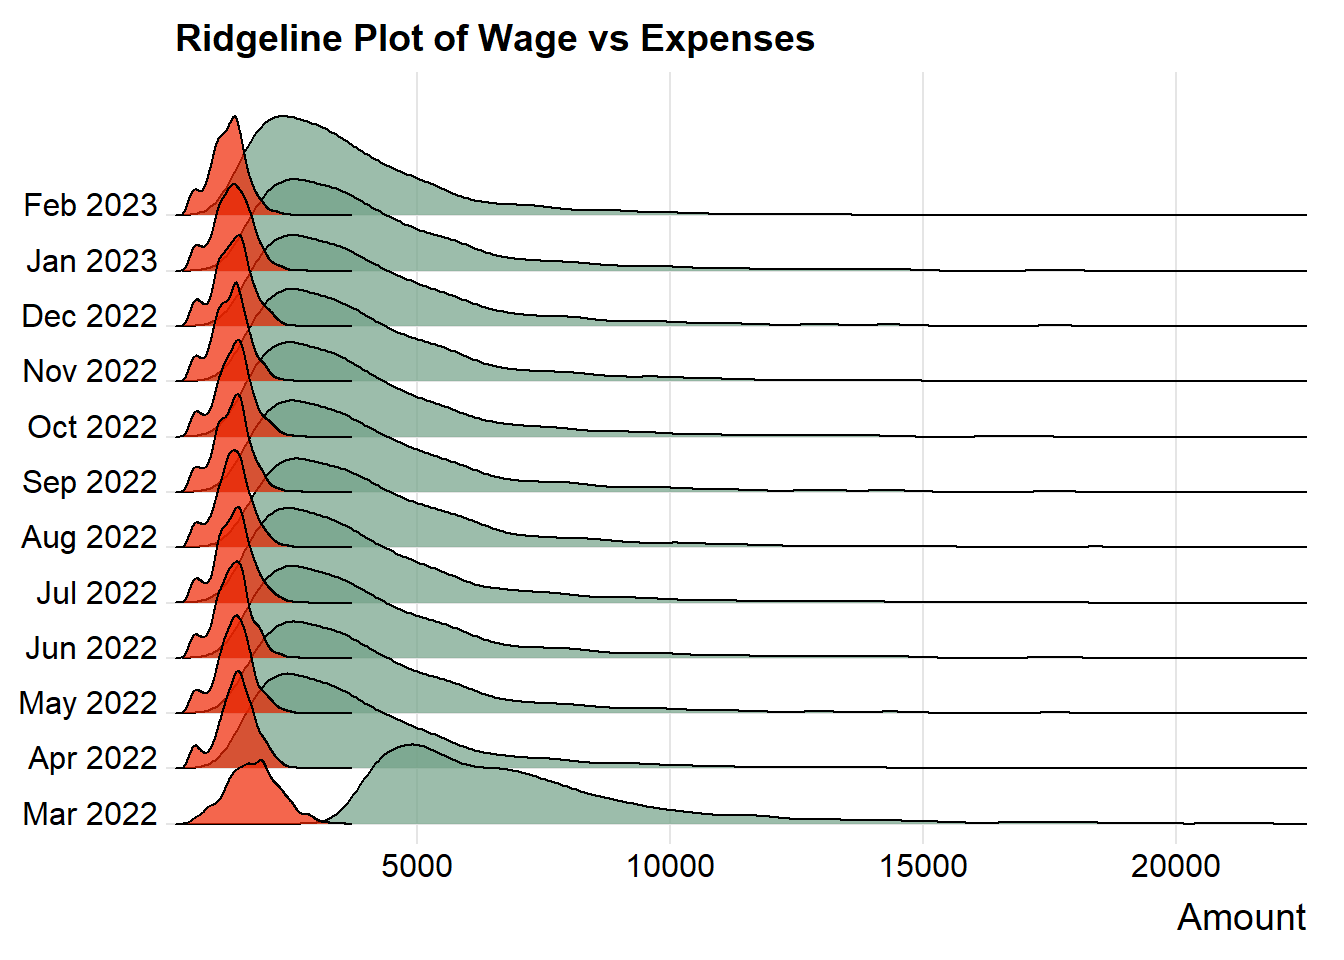 Ridgeline Plot of Wage vs Expenses
Feb 2023
Jan 2023
Dec 2022
Nov 2022
Oct 2022
Sep 2022
Aug 2022
Jul 2022
Jun 2022
May 2022
Apr 2022
Mar 2022
5000 10000 15000 20000
Amount